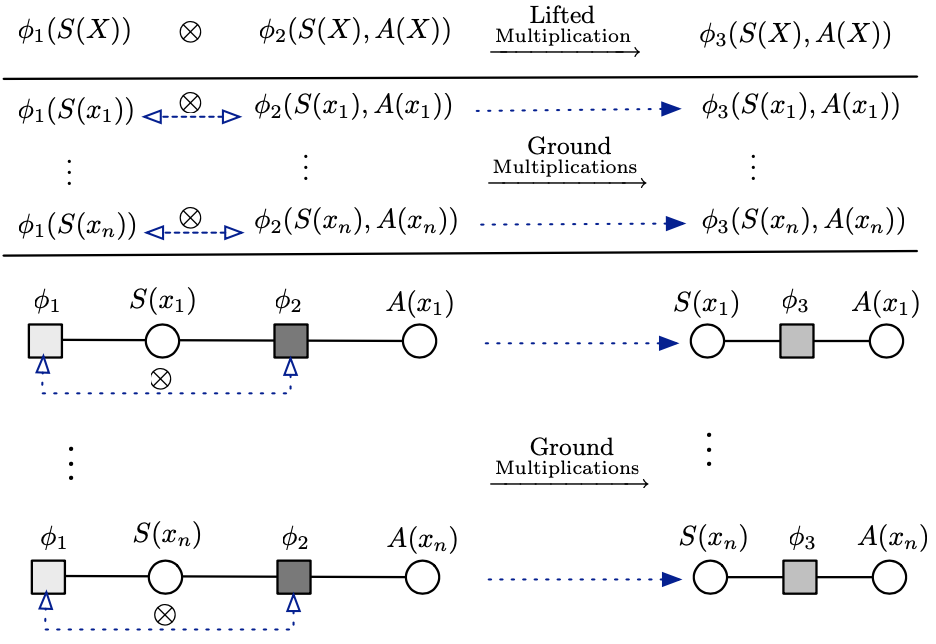 ϕ₁(S(X)) ⊗ ϕ₂(S(X), A(X)) Lifted Multiplication ϕ₃(S(X), A(X))
ϕ₁(S(x₁)) ⊗ ϕ₂(S(x₁), A(x₁)) ϕ₃(S(x₁), A(x₁))
⋮ ⋮ Ground Multiplications ⋮
ϕ₁(S(xₙ)) ⊗ ϕ₂(S(xₙ), A(xₙ)) ϕ₃(S(xₙ), A(xₙ))
ϕ₁ S(x₁) ϕ₂ A(x₁) S(x₁) ϕ₃ A(x₁)
⊗
⋮ Ground Multiplications ⋮
ϕ₁ S(xₙ) ϕ₂ A(xₙ) S(xₙ) ϕ₃ A(xₙ)
⊗